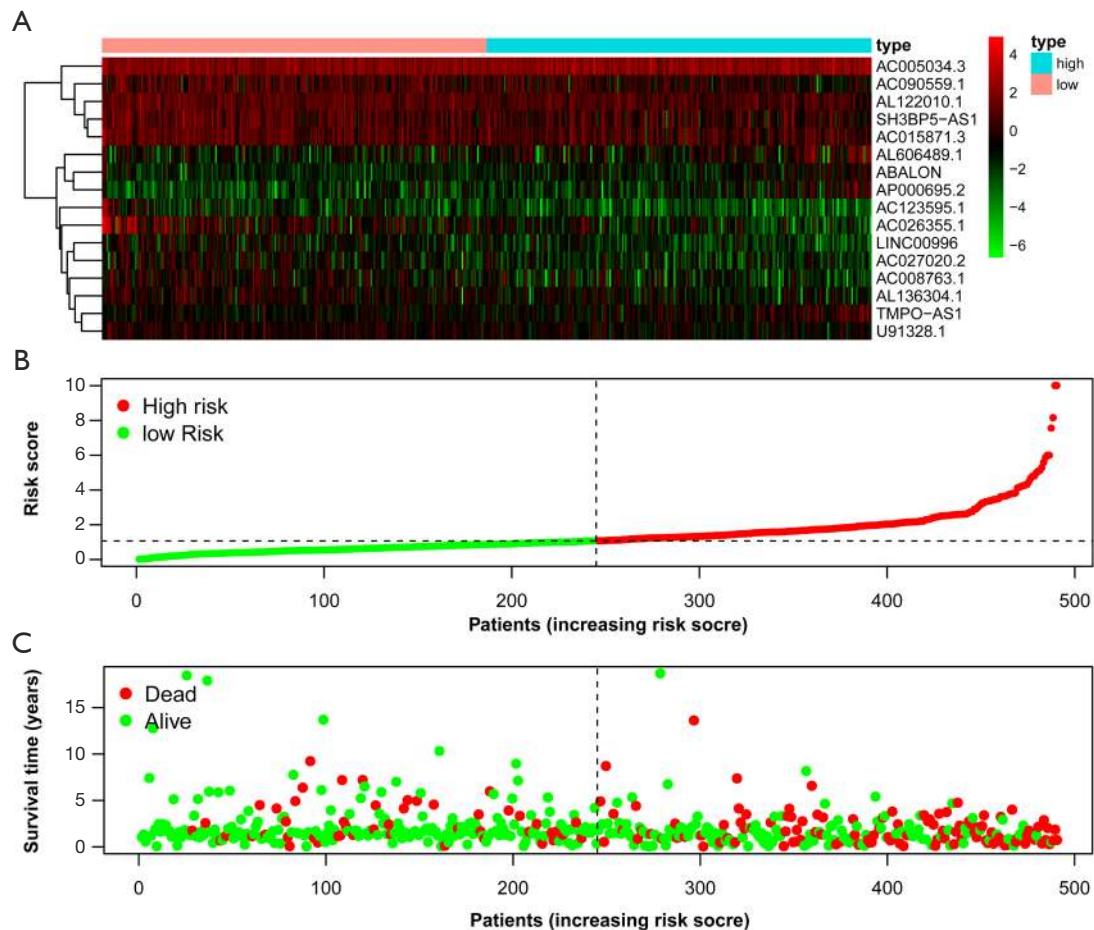 A
type
AC005034.3
AC090559.1
AL122010.1
SH3BP5−AS1
AC015871.3
AL606489.1
ABALON
AP000695.2
AC123595.1
AC026355.1
LINC00996
AC027020.2
AC008763.1
AL136304.1
TMPO−AS1
U91328.1
4
2
0
−2
−4
−6
type
high
low
B
Risk score
10
8
6
4
2
0
High risk
low Risk
0 100 200 300 400 500
Patients (increasing risk socre)
C
Survival time (years)
15
10
5
0
Dead
Alive
0 100 200 300 400 500
Patients (increasing risk socre)